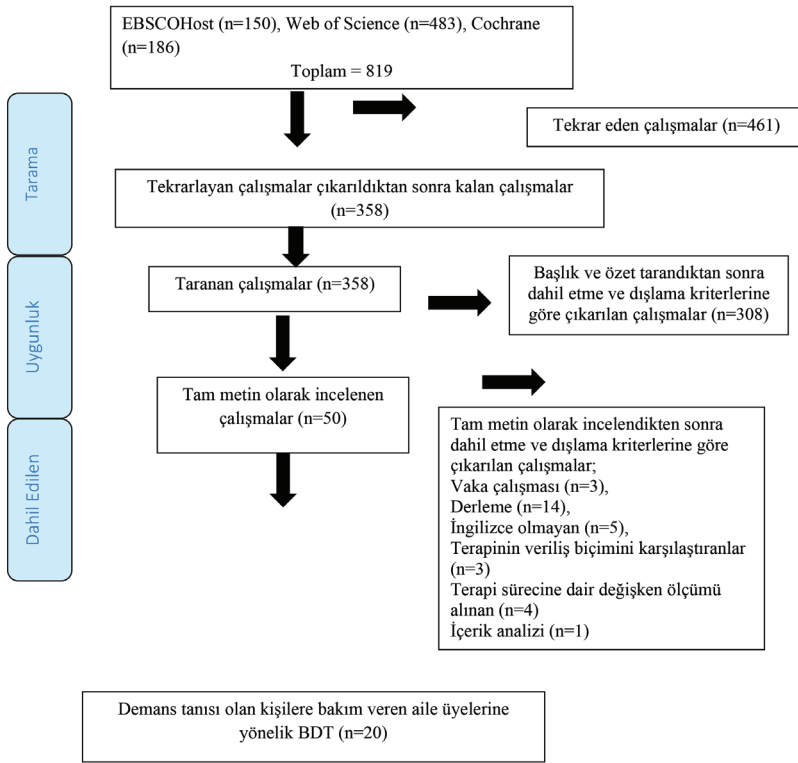 EBSCOHost (n=150), Web of Science (n=483), Cochrane
(n=186)
Toplam = 819
Tekrar eden çalışmalar (n=461)
Tarama
Tekrarlayan çalışmalar çıkarıldıktan sonra kalan çalışmalar
(n=358)
Taranan çalışmalar (n=358)
Başlık ve özet tarandıktan sonra
dahil etme ve dışlama kriterlerine
göre çıkarılan çalışmalar (n=308)
Uygunluk
Tam metin olarak incelenen
çalışmalar (n=50)
Tam metin olarak incelendikten sonra
dahil etme ve dışlama kriterlerine göre
çıkarılan çalışmalar;
Vaka çalışması (n=3),
Derleme (n=14),
İngilizce olmayan (n=5),
Terapinin veriliş biçimini karşılaştıranlar
(n=3)
Terapi sürecine dair değişken ölçümü
alınan (n=4)
İçerik analizi (n=1)
Dahil Edilen
Demans tanısı olan kişilere bakım veren aile üyelerine
yönelik BDT (n=20)